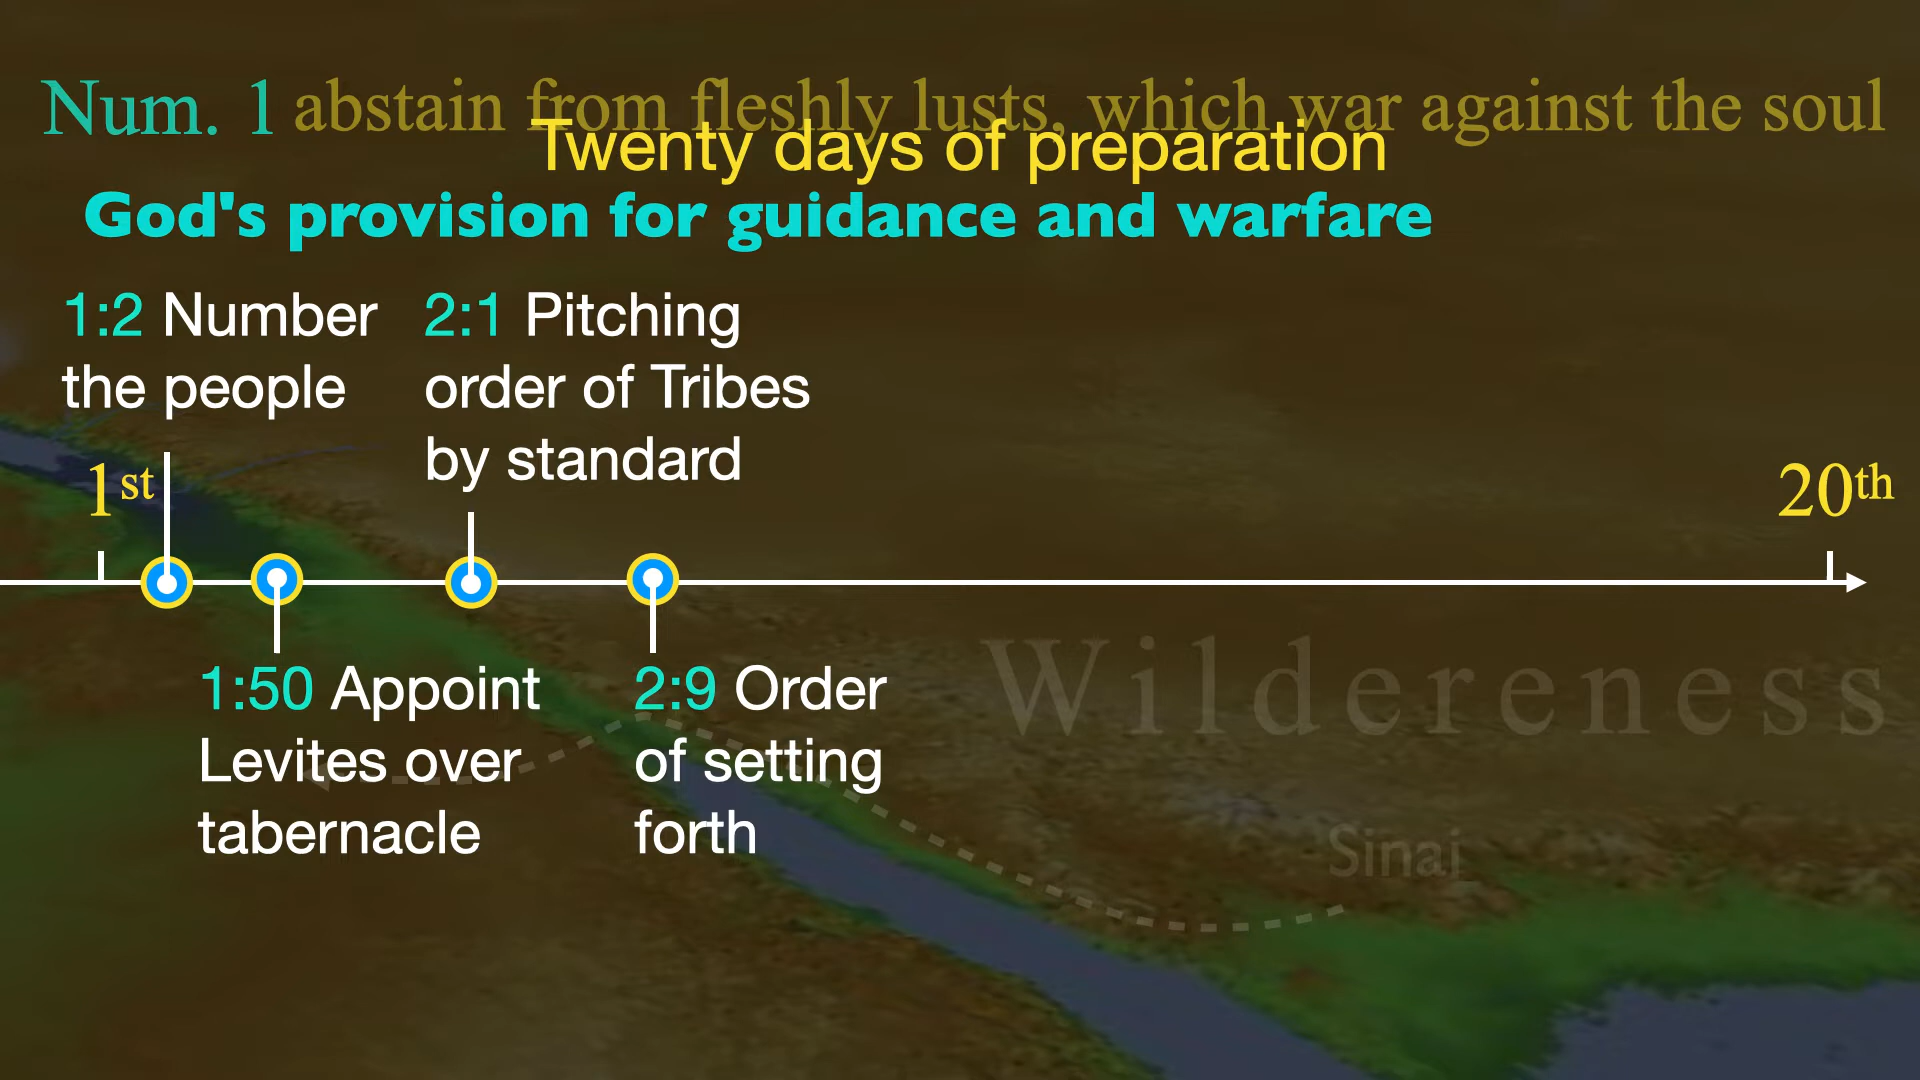 Num. 1 abstain from fleshly lusts, which war against the soul
Twenty days of preparation
God's provision for guidance and warfare
1:2 Number
the people
2:1 Pitching
order of Tribes
by standard
1st
20th
1:50 Appoint
Levites over
tabernacle
2:9 Order
of setting
forth
Wildereness
Sinai